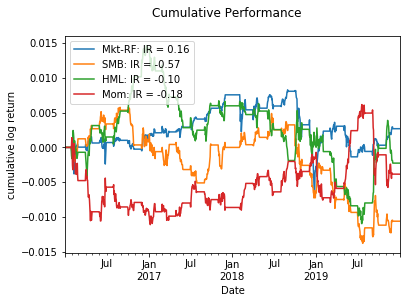 Cumulative Performance
cumulative log return
0.015
0.010
0.005
0.000
-0.005
-0.010
-0.015
Mkt-RF: IR = 0.16
SMB: IR = -0.57
HML: IR = -0.10
Mom: IR = -0.18
Jul
Jan
2017
Jul
Jan
2018
Jul
Jan
2019
Jul
Date